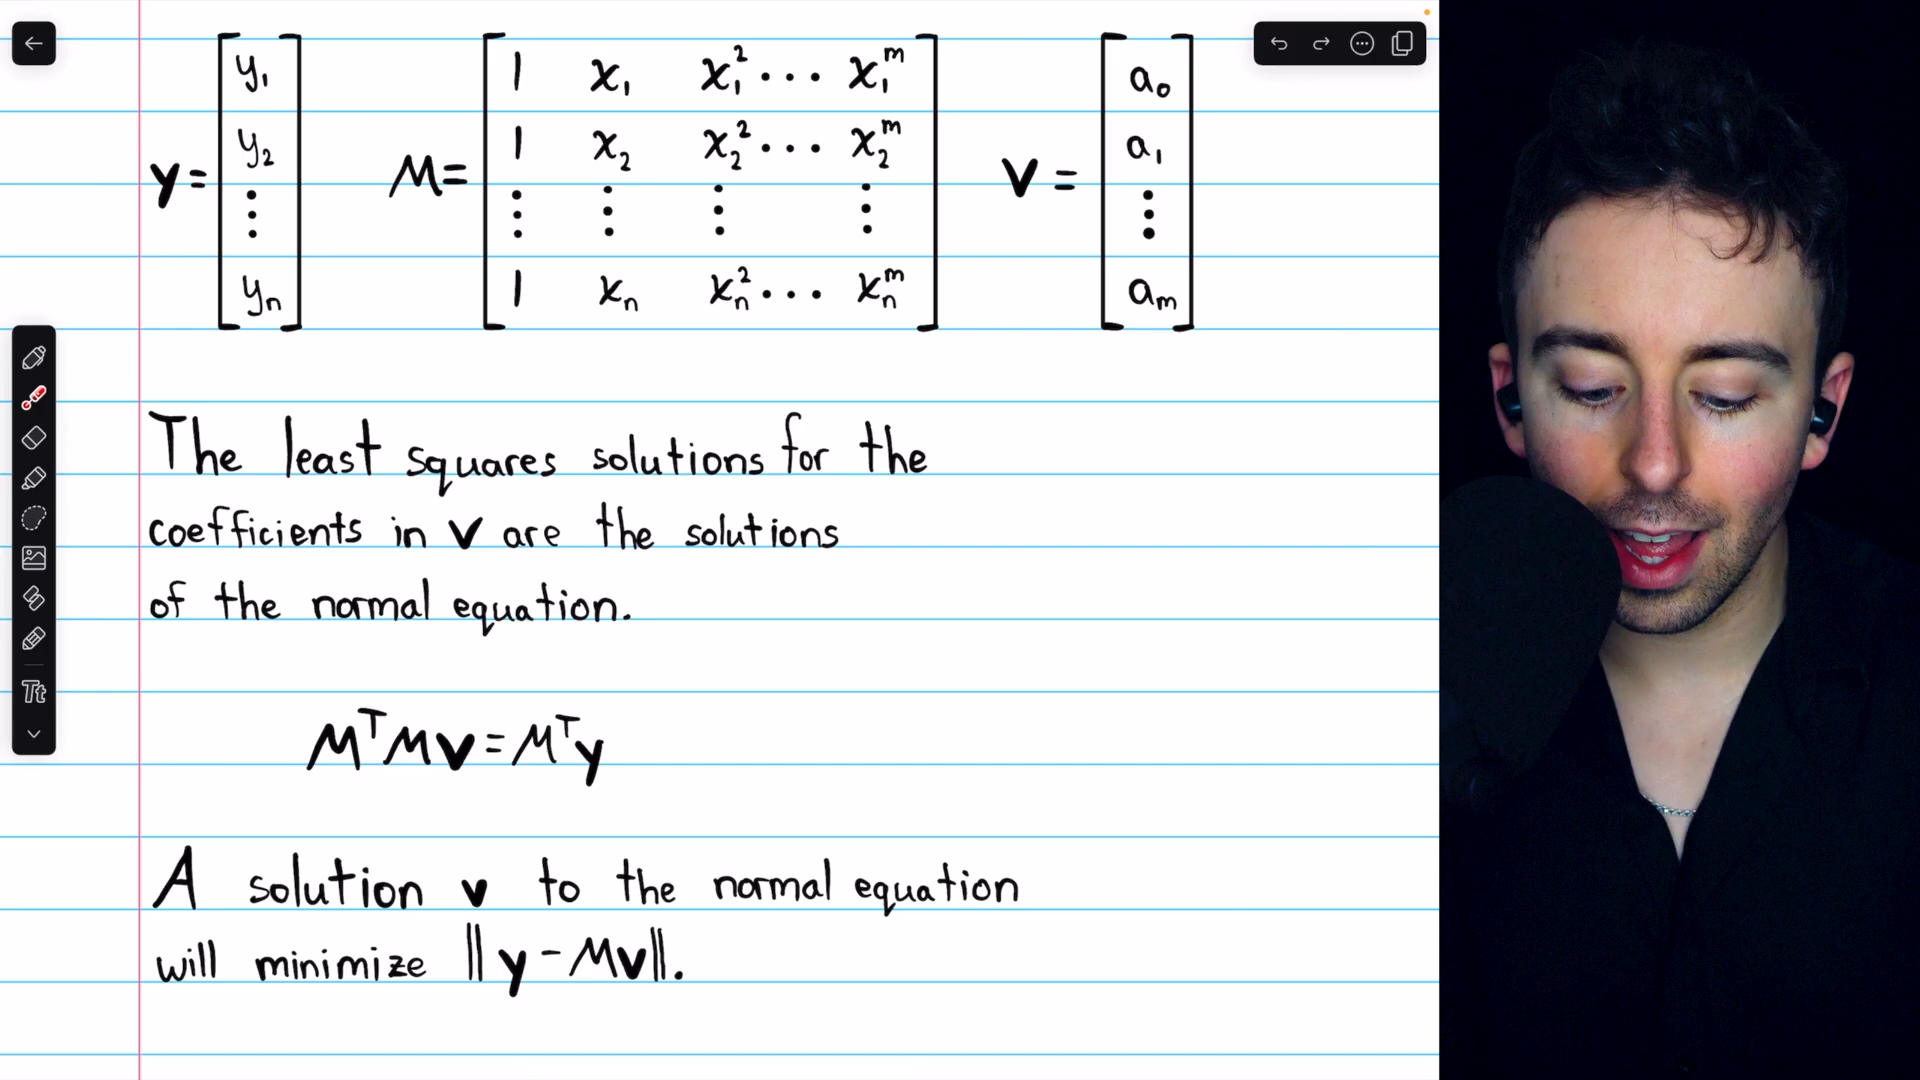 y = [y₁ y₂ ⋮ yₙ] M = [1 x₁ x₁² ⋯ x₁ᵐ; 1 x₂ x₂² ⋯ x₂ᵐ; ⋮ ⋮ ⋮ ⋮; 1 xₙ xₙ² ⋯ xₙᵐ] v = [a₀ a₁ ⋮ aₘ]
The least squares solutions for the
coefficients in v are the solutions
of the normal equation.
MᵀMv = Mᵀy
A solution v to the normal equation
will minimize ‖y - Mv‖.
Tt